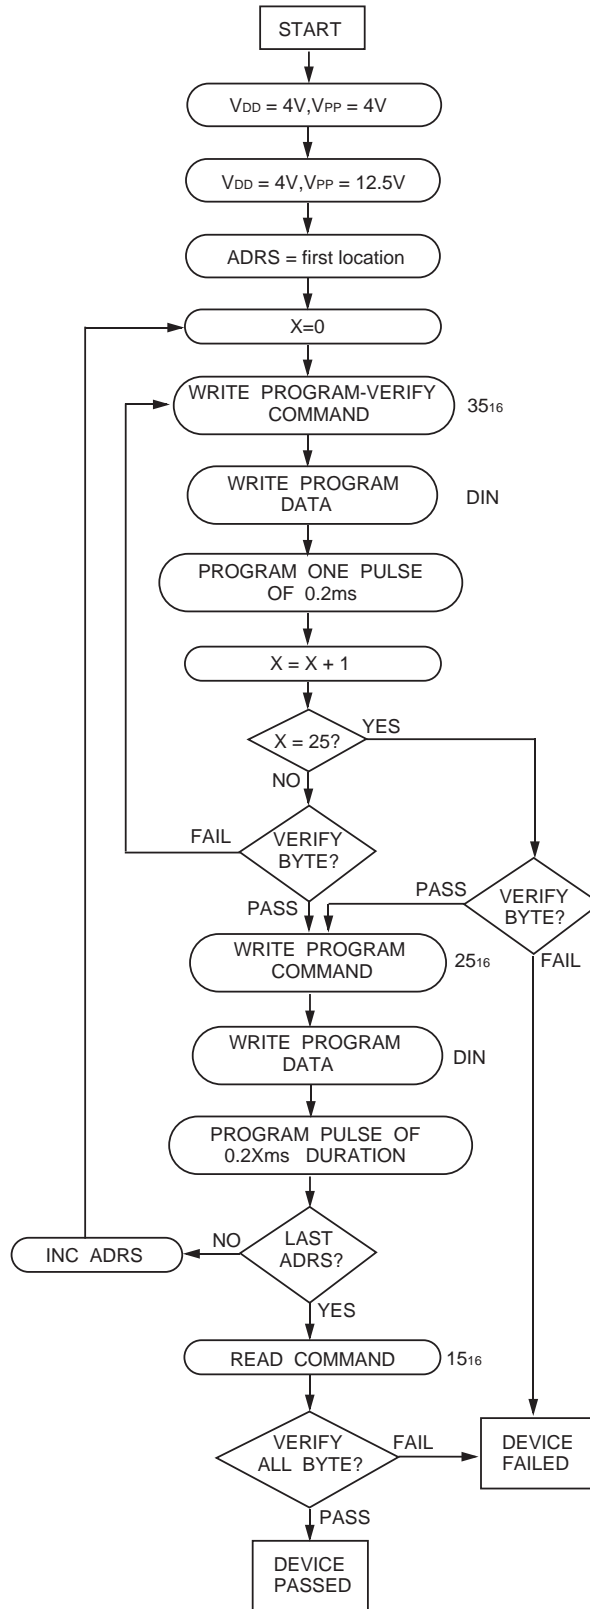 START
VDD = 4V,VPP = 4V
VDD = 4V,VPP = 12.5V
ADRS = first location
X=0
WRITE PROGRAM-VERIFY
COMMAND
3516
WRITE PROGRAM
DATA
DIN
PROGRAM ONE PULSE
OF 0.2ms
X = X + 1
X = 25?
YES
NO
FAIL
VERIFY
BYTE?
PASS
PASS
VERIFY
BYTE?
FAIL
WRITE PROGRAM
COMMAND
2516
WRITE PROGRAM
DATA
DIN
PROGRAM PULSE OF
0.2Xms DURATION
LAST
ADRS?
NO
INC ADRS
YES
READ COMMAND
1516
VERIFY
ALL BYTE?
FAIL
DEVICE
FAILED
PASS
DEVICE
PASSED